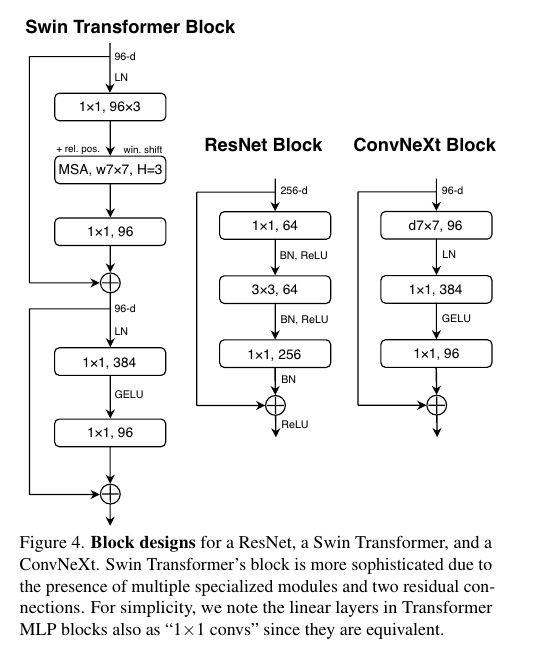 Swin Transformer Block
96-d
LN
1×1, 96×3
+ rel. pos. win. shift
MSA, w7×7, H=3
1×1, 96
96-d
LN
1×1, 384
GELU
1×1, 96
ResNet Block
256-d
1×1, 64
BN, ReLU
3×3, 64
BN, ReLU
1×1, 256
BN
ReLU
ConvNeXt Block
96-d
d7×7, 96
LN
1×1, 384
GELU
1×1, 96
Figure 4. Block designs for a ResNet, a Swin Transformer, and a
ConvNeXt. Swin Transformer's block is more sophisticated due to
the presence of multiple specialized modules and two residual con-
nections. For simplicity, we note the linear layers in Transformer
MLP blocks also as “1×1 convs” since they are equivalent.